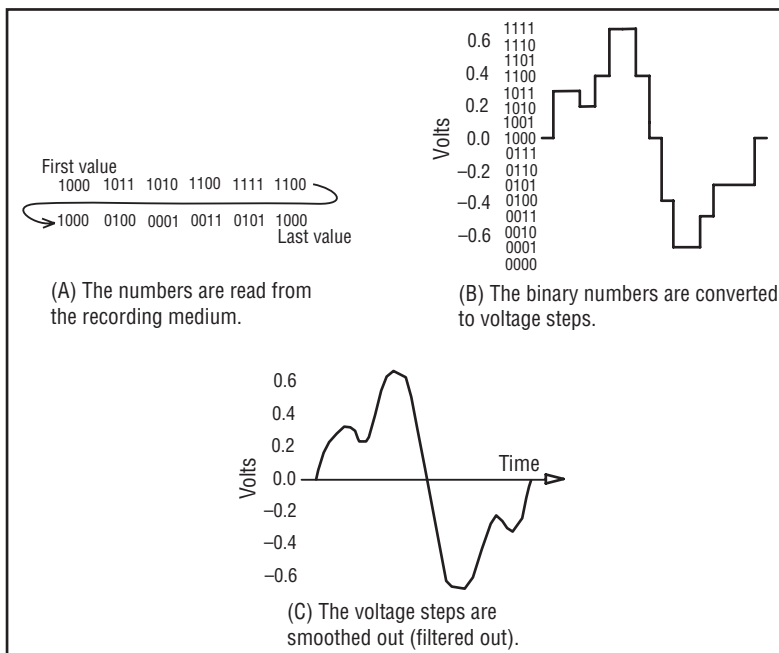 First value
1000 1011 1010 1100 1111 1100
1000 0100 0001 0011 0101 1000
Last value
(A) The numbers are read from
the recording medium.
Volts
0.6
0.4
0.2
0.0
–0.2
–0.4
–0.6
1111
1110
1101
1100
1011
1010
1001
1000
0111
0110
0101
0100
0011
0010
0001
0000
(B) The binary numbers are converted
to voltage steps.
Volts
0.6
0.4
0.2
0.0
–0.2
–0.4
–0.6
Time
(C) The voltage steps are
smoothed out (filtered out).